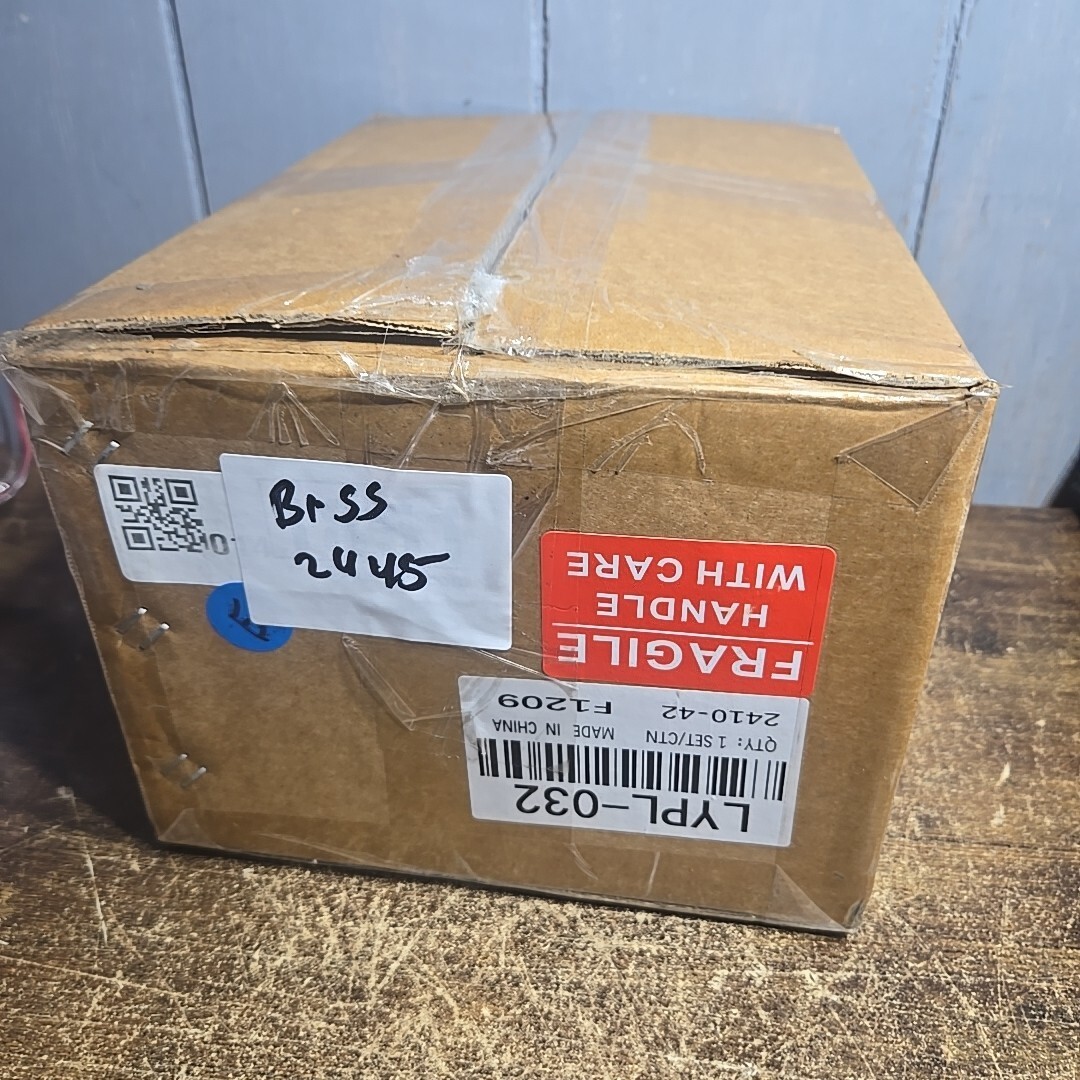 Br SS
2445
FRAGILE
HANDLE
WITH CARE
LYPL-032
QTY: 1 SET/CTN MADE IN CHINA
2410-42 F1209